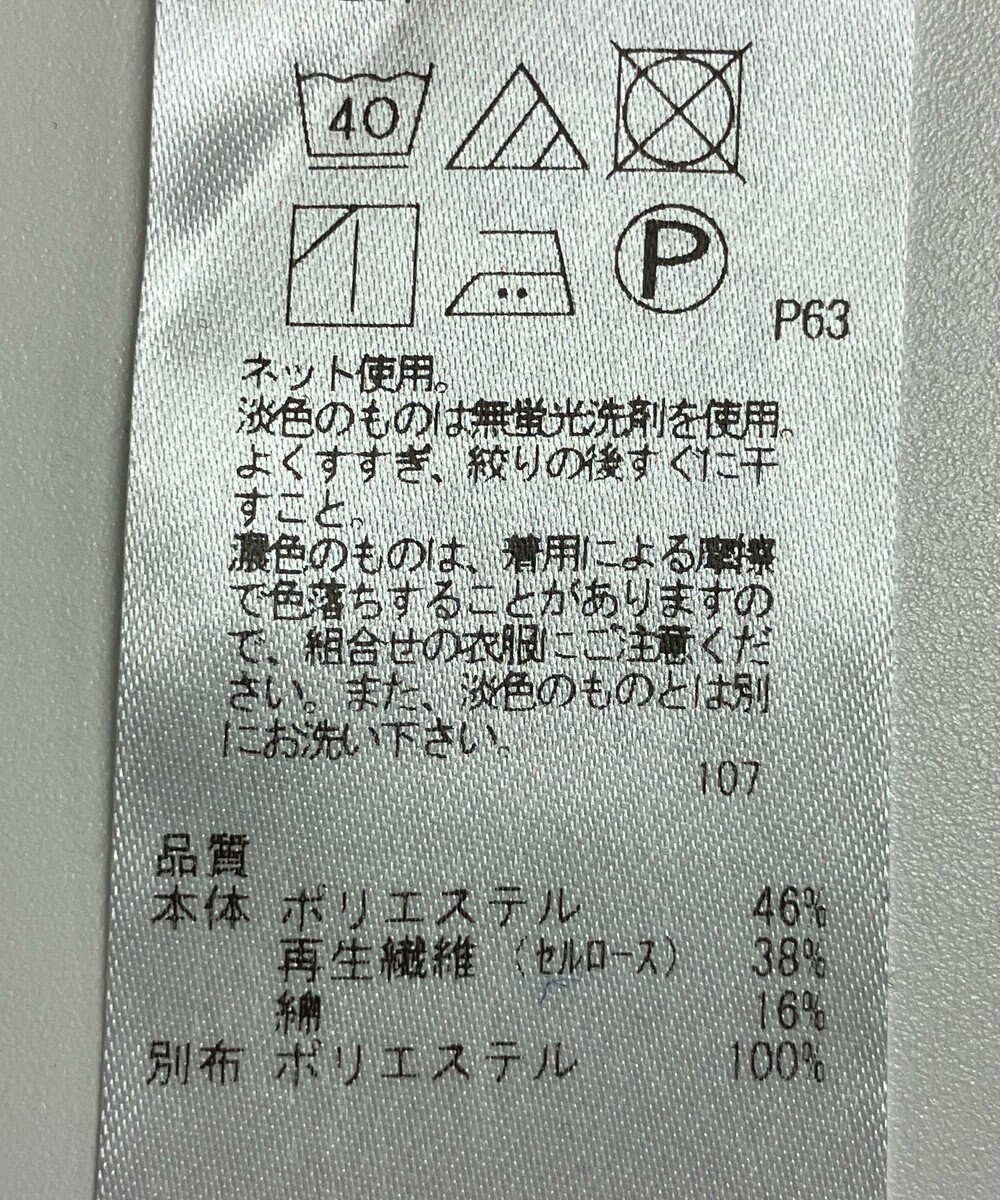 40
P
P63
ネット使用。
淡色のものは無蛍光洗剤を使用。
よくすすぎ、絞りの後すぐに干
すこと。
濃色のものは、着用による摩擦
で色落ちすることがありますの
で、組合せの衣服にご注意くだ
さい。また、淡色のものとは別
にお洗い下さい。
107
品質
本体 ポリエステル 46%
再生繊維 (セルロース) 38%
綿 16%
別布 ポリエステル 100%